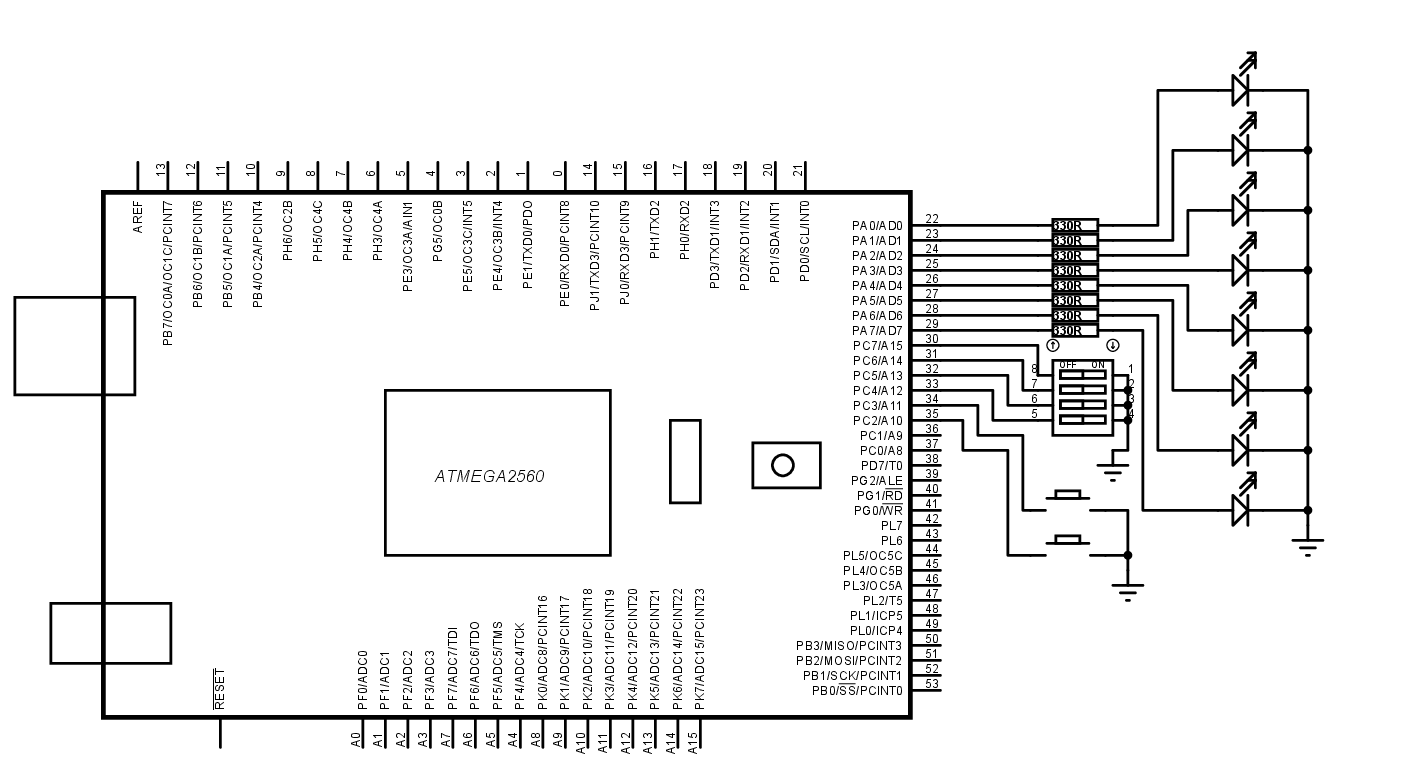 AREF
13
12
11
10
9
8
7
6
5
4
3
2
1
0
14
15
16
17
18
19
20
21
PB7/OC0A/OC1C/PCINT7
PB6/OC1B/PCINT6
PB5/OC1A/PCINT5
PB4/OC2A/PCINT4
PH6/OC2B
PH5/OC4C
PH4/OC4B
PH3/OC4A
PE3/OC3A/AIN1
PG5/OC0B
PE5/OC3C/INT5
PE4/OC3B/INT4
PE1/TXD0/PDO
PE0/RXD0/PCINT8
PJ1/TXD3/PCINT10
PJ0/RXD3/PCINT9
PH1/TXD2
PH0/RXD2
PD3/TXD1/INT3
PD2/RXD1/INT2
PD1/SDA/INT1
PD0/SCL/INT0
PA0/AD0 22 330R
PA1/AD1 23 330R
PA2/AD2 24 330R
PA3/AD3 25 330R
PA4/AD4 26 330R
PA5/AD5 27 330R
PA6/AD6 28 330R
PA7/AD7 29 330R
PC7/A15 30
PC6/A14 31
PC5/A13 32
PC4/A12 33
PC3/A11 34
PC2/A10 35
PC1/A9 36
PC0/A8 37
PD7/T0 38
PG2/ALE 39
PG1/RD 40
PG0/WR 41
PL7 42
PL6 43
PL5/OC5C 44
PL4/OC5B 45
PL3/OC5A 46
PL2/T5 47
PL1/ICP5 48
PL0/ICP4 49
PB3/MISO/PCINT3 50
PB2/MOSI/PCINT2 51
PB1/SCK/PCINT1 52
PB0/SS/PCINT0 53
OFF ON
8 1
7 2
6 3
5 4
ATMEGA2560
RESET
PF0/ADC0
PF1/ADC1
PF2/ADC2
PF3/ADC3
PF7/ADC7/TDI
PF6/ADC6/TDO
PF5/ADC5/TMS
PF4/ADC4/TCK
PK0/ADC8/PCINT16
PK1/ADC9/PCINT17
PK2/ADC10/PCINT18
PK3/ADC11/PCINT19
PK4/ADC12/PCINT20
PK5/ADC13/PCINT21
PK6/ADC14/PCINT22
PK7/ADC15/PCINT23
A0
A1
A2
A3
A7
A6
A5
A4
A8
A9
A10
A11
A12
A13
A14
A15